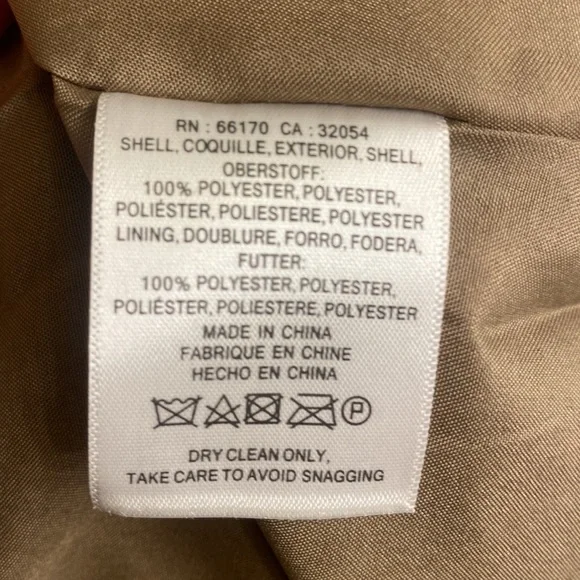 RN : 66170 CA : 32054
SHELL, COQUILLE, EXTERIOR, SHELL,
OBERSTOFF:
100% POLYESTER, POLYESTER,
POLIÉSTER, POLIESTERE, POLYESTER
LINING, DOUBLURE, FORRO, FODERA,
FUTTER:
100% POLYESTER, POLYESTER,
POLIÉSTER, POLIESTERE, POLYESTER
MADE IN CHINA
FABRIQUE EN CHINE
HECHO EN CHINA
P
DRY CLEAN ONLY,
TAKE CARE TO AVOID SNAGGING